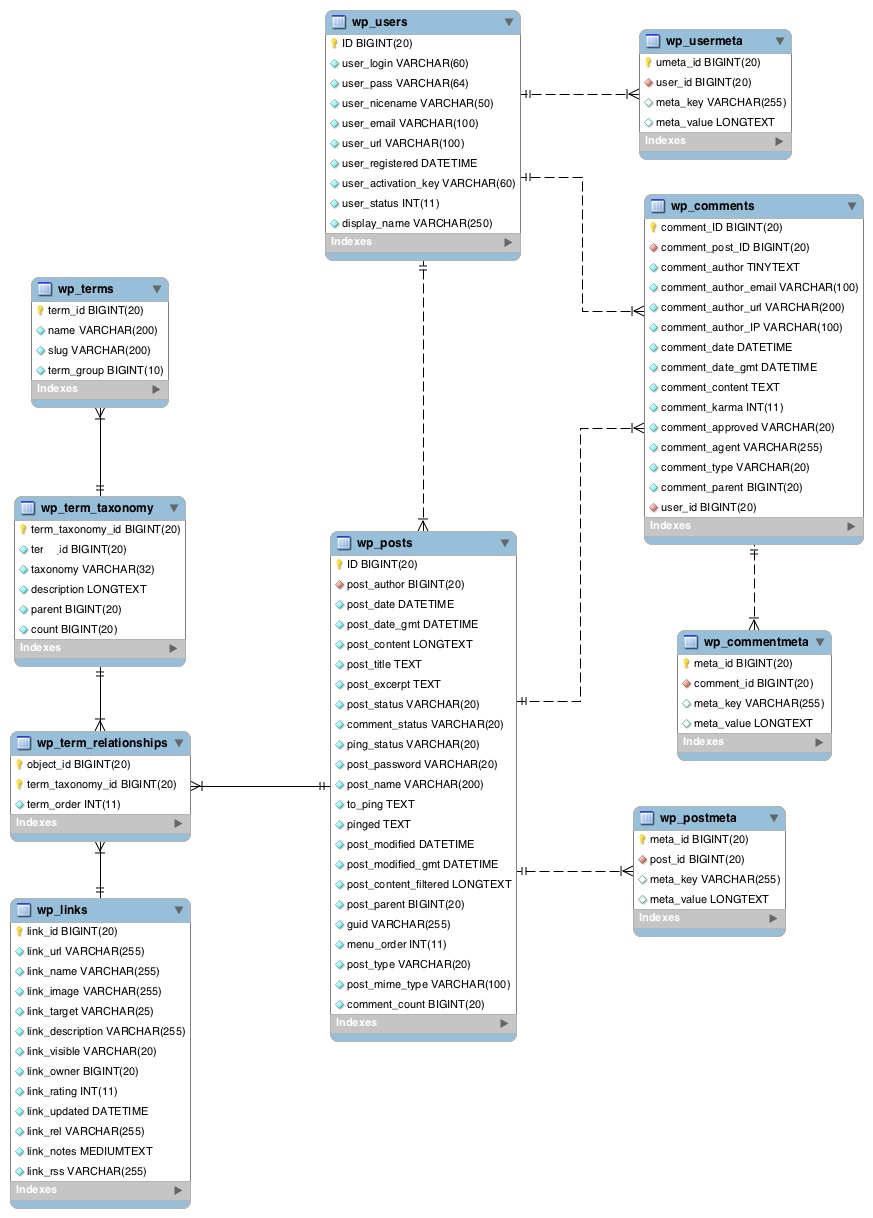 wp_users
ID BIGINT(20)
user_login VARCHAR(60)
user_pass VARCHAR(64)
user_nicename VARCHAR(50)
user_email VARCHAR(100)
user_url VARCHAR(100)
user_registered DATETIME
user_activation_key VARCHAR(60)
user_status INT(11)
display_name VARCHAR(250)
Indexes
wp_usermeta
umeta_id BIGINT(20)
user_id BIGINT(20)
meta_key VARCHAR(255)
meta_value LONGTEXT
Indexes
wp_comments
comment_ID BIGINT(20)
comment_post_ID BIGINT(20)
comment_author TINYTEXT
comment_author_email VARCHAR(100)
comment_author_url VARCHAR(200)
comment_author_IP VARCHAR(100)
comment_date DATETIME
comment_date_gmt DATETIME
comment_content TEXT
comment_karma INT(11)
comment_approved VARCHAR(20)
comment_agent VARCHAR(255)
comment_type VARCHAR(20)
comment_parent BIGINT(20)
user_id BIGINT(20)
Indexes
wp_terms
term_id BIGINT(20)
name VARCHAR(200)
slug VARCHAR(200)
term_group BIGINT(10)
Indexes
wp_term_taxonomy
term_taxonomy_id BIGINT(20)
BIGINT(20)
taxonomy VARCHAR(32)
description LONGTEXT
parent BIGINT(20)
count BIGINT(20)
Indexes
wp_posts
ID BIGINT(20)
post_author BIGINT(20)
post_date DATETIME
post_date_gmt DATETIME
post_content LONGTEXT
post_title TEXT
post_excerpt TEXT
post_status VARCHAR(20)
comment_status VARCHAR(20)
ping_status VARCHAR(20)
post_password VARCHAR(20)
post_name VARCHAR(200)
to_ping TEXT
pinged TEXT
post_modified DATETIME
post_modified_gmt DATETIME
post_content_filtered LONGTEXT
post_parent BIGINT(20)
guid VARCHAR(255)
menu_order INT(11)
post_type VARCHAR(20)
post_mime_type VARCHAR(100)
comment_count BIGINT(20)
Indexes
wp_commentmeta
meta_id BIGINT(20)
comment_id BIGINT(20)
meta_key VARCHAR(255)
meta_value LONGTEXT
Indexes
wp_term_relationships
object_id BIGINT(20)
term_taxonomy_id BIGINT(20)
term_order INT(11)
Indexes
wp_postmeta
meta_id BIGINT(20)
post_id BIGINT(20)
meta_key VARCHAR(255)
meta_value LONGTEXT
Indexes
wp_links
link_id BIGINT(20)
link_url VARCHAR(255)
link_name VARCHAR(255)
link_image VARCHAR(255)
link_target VARCHAR(25)
link_description VARCHAR(255)
link_visible VARCHAR(20)
link_owner BIGINT(20)
link_rating INT(11)
link_updated DATETIME
link_rel VARCHAR(255)
link_notes MEDIUMTEXT
link_rss VARCHAR(255)
Indexes